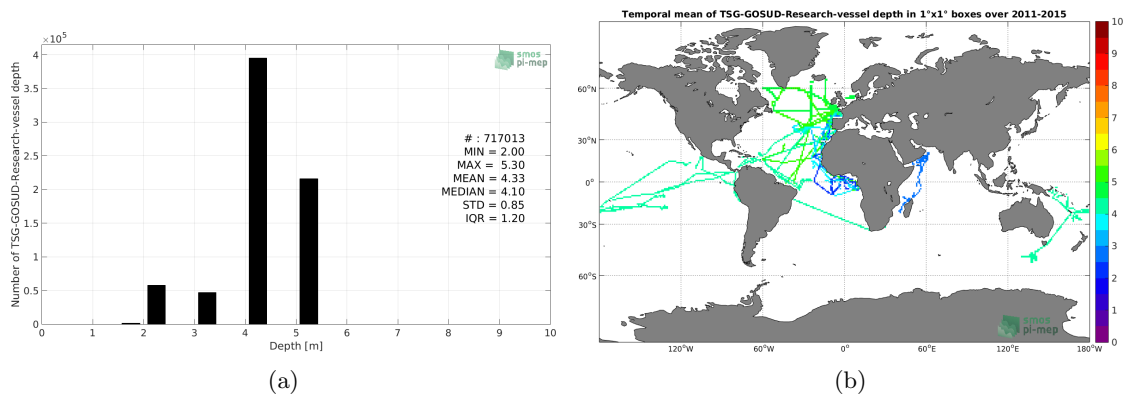 ×10⁵
4
3.5
3
2.5
2
1.5
1
0.5
0
Number of TSG-GOSUD-Research-vessel depth
smos
pi-mep
# : 717013
MIN = 2.00
MAX = 5.30
MEAN = 4.33
MEDIAN = 4.10
STD = 0.85
IQR = 1.20
0 1 2 3 4 5 6 7 8 9 10
Depth [m]
(a)
Temporal mean of TSG-GOSUD-Research-vessel depth in 1°x1° boxes over 2011-2015
60°N
30°N
0°
30°S
60°S
120°W 60°W 0° 60°E 120°E 180°W
smos
pi-mep
10
9
8
7
6
5
4
3
2
1
0
(b)